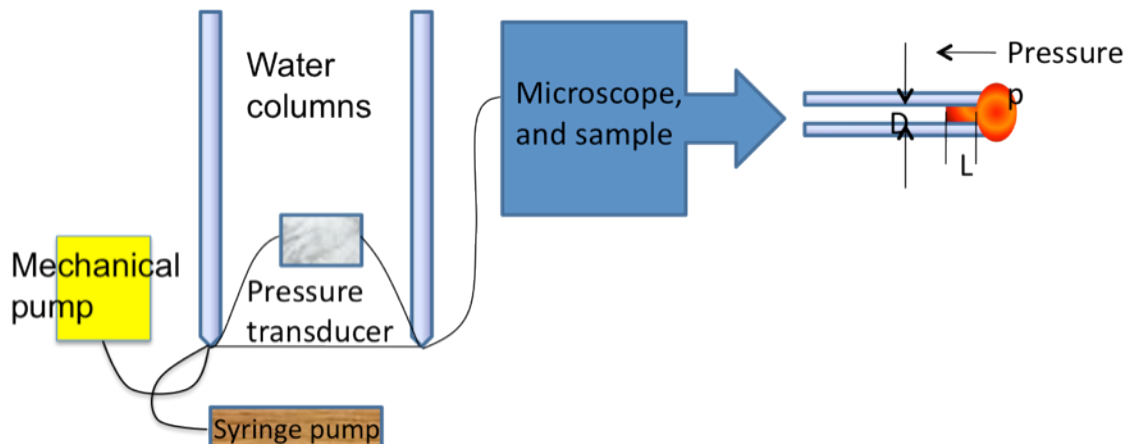 Water
columns
Microscope,
and sample
Pressure
p
D
L
Mechanical
pump
Pressure
transducer
Syringe pump